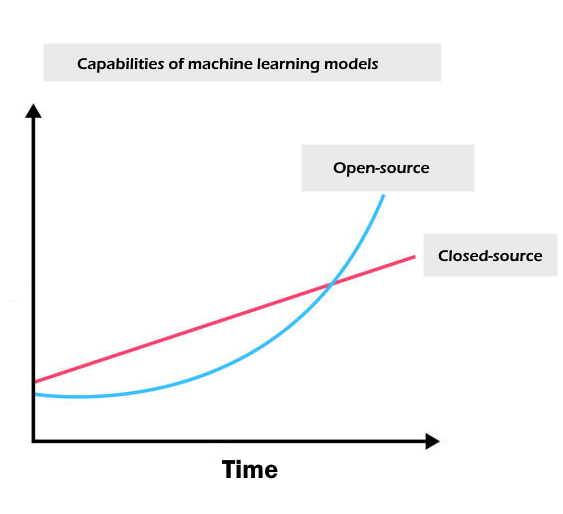 Capabilities of machine learning models
Open-source
Closed-source
Time